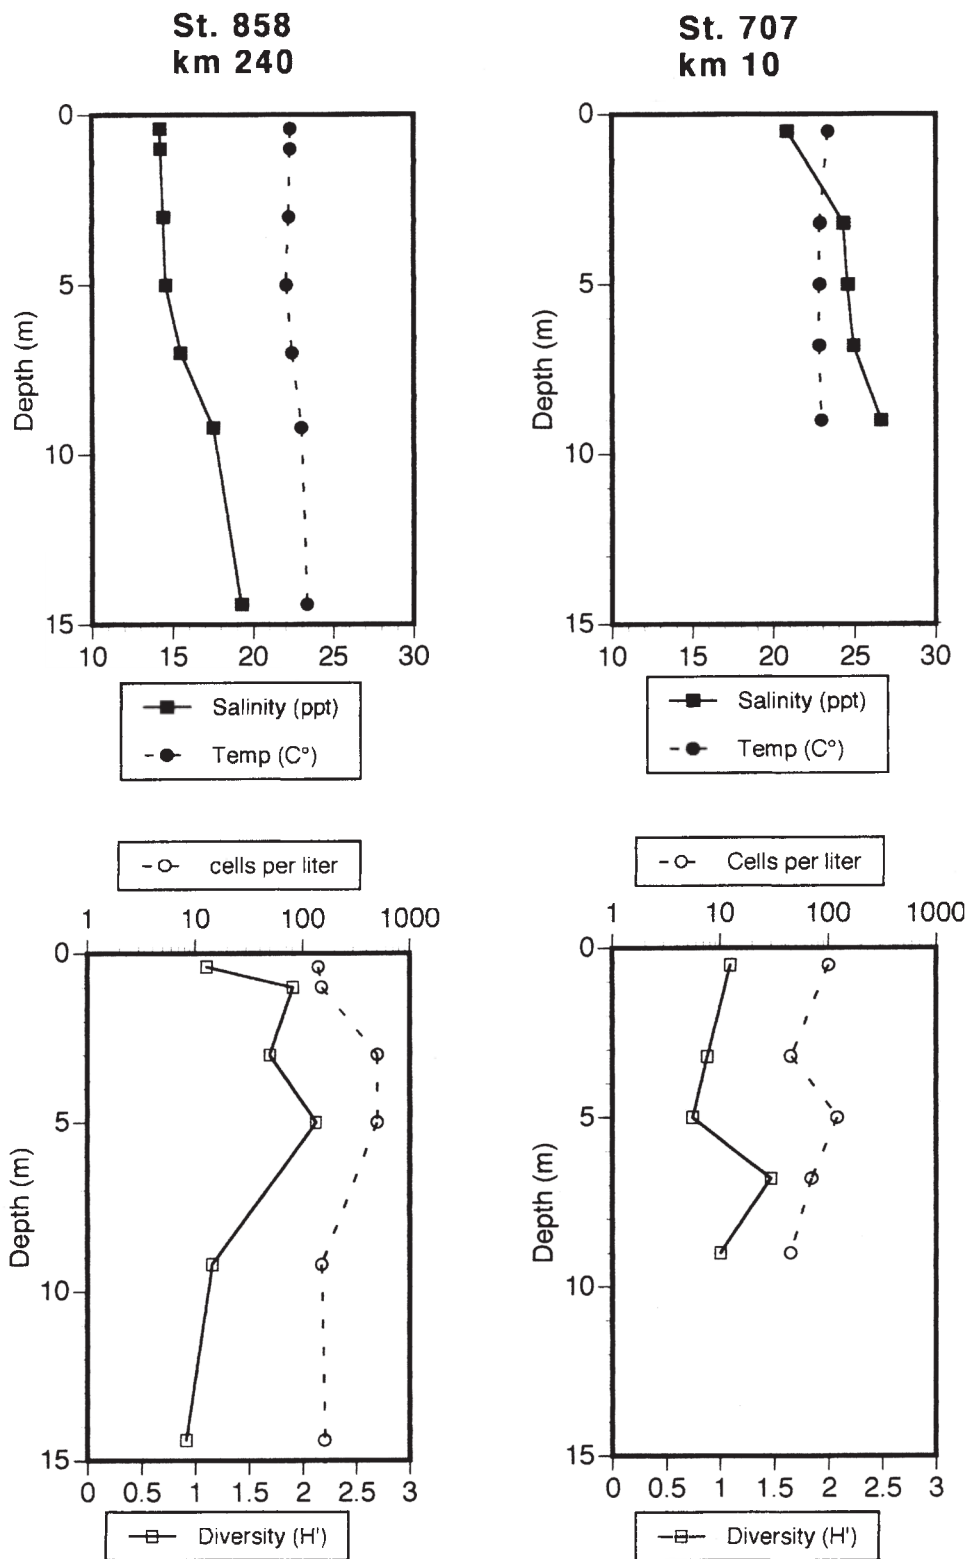 St. 858
km 240
0
5
10
15
Depth (m)
10 15 20 25 30
Salinity (ppt)
Temp (C°)
St. 707
km 10
0
5
10
15
Depth (m)
10 15 20 25 30
Salinity (ppt)
Temp (C°)
cells per liter
1 10 100 1000
0
5
10
15
Depth (m)
0 0.5 1 1.5 2 2.5 3
Diversity (H')
Cells per liter
1 10 100 1000
0
5
10
15
Depth (m)
0 0.5 1 1.5 2 2.5 3
Diversity (H')